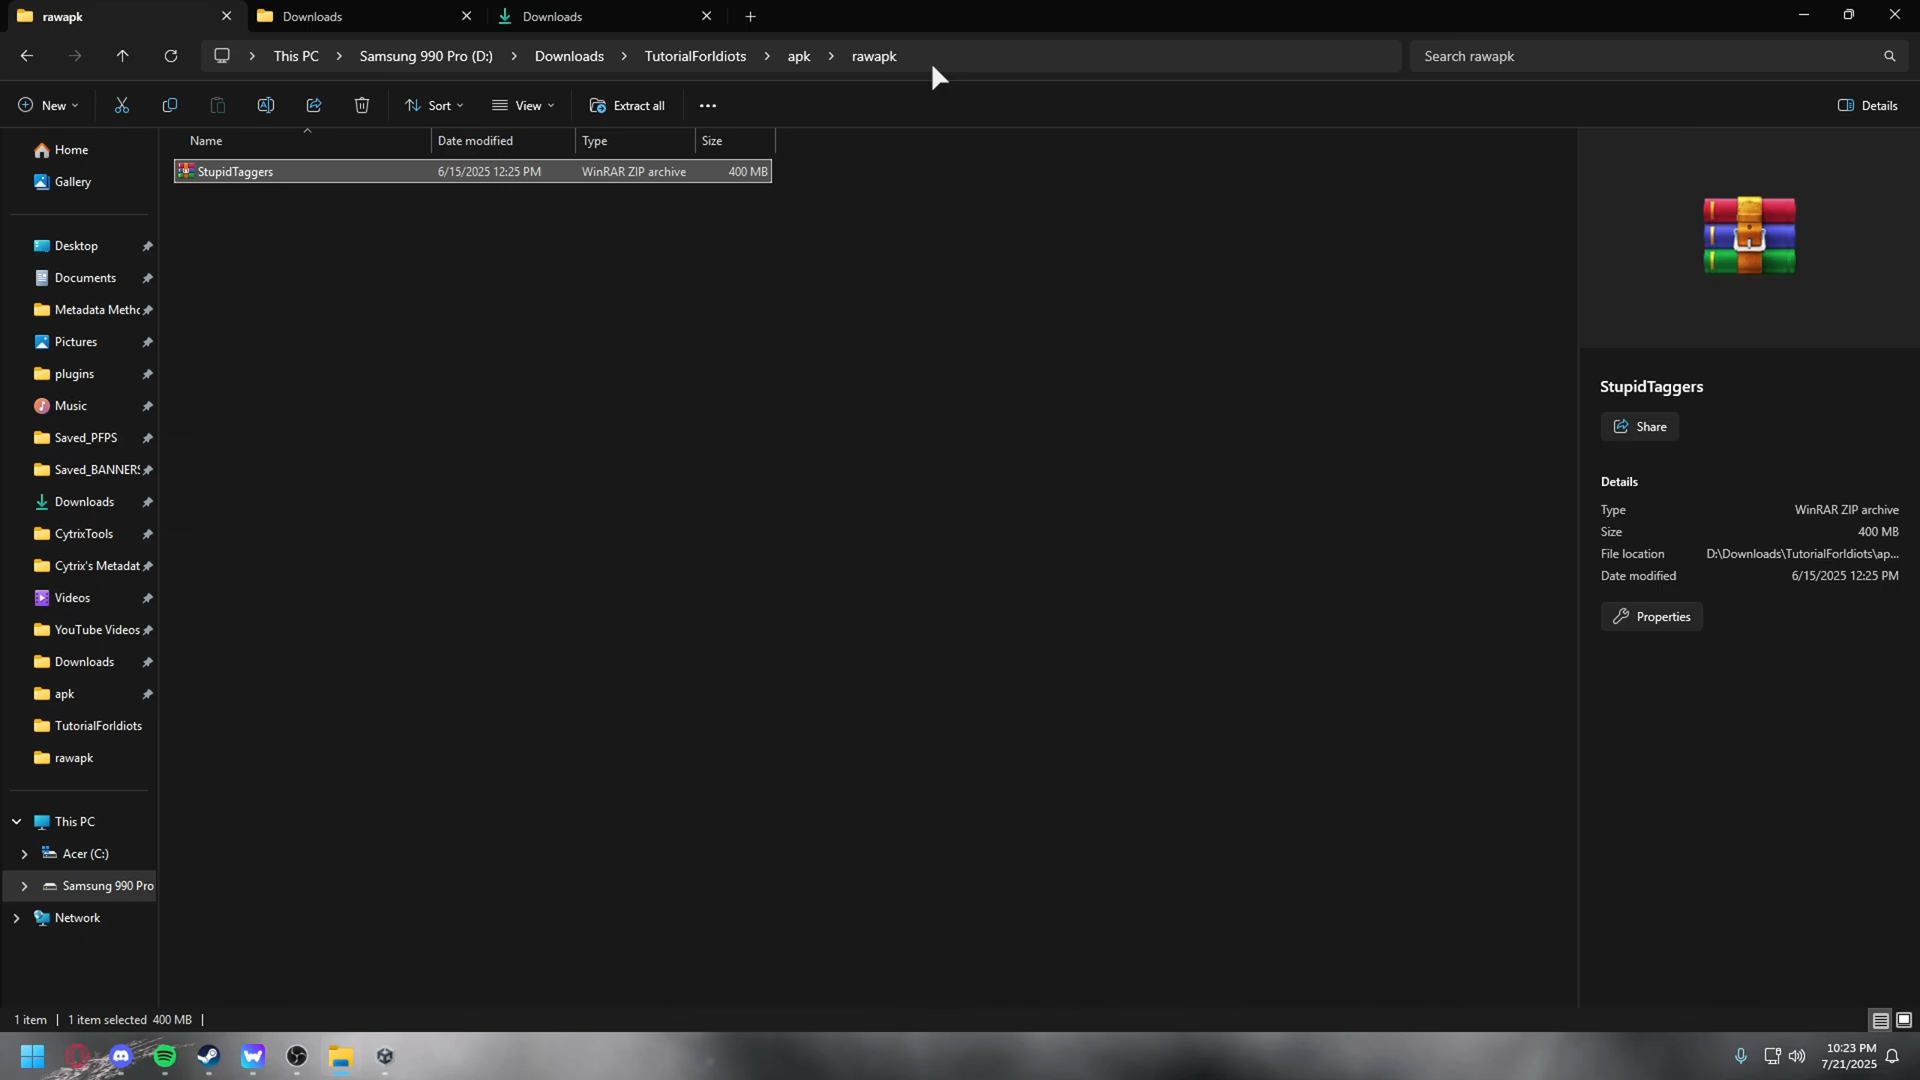 rawapk
Downloads
Downloads
This PC
Samsung 990 Pro (D:)
Downloads
TutorialForIdiots
apk
rawapk
Search rawapk
New
Sort
View
Extract all
Details
Name
Date modified
Type
Size
StupidTaggers
6/15/2025 12:25 PM
WinRAR ZIP archive
400 MB
Home
Gallery
Desktop
Documents
Metadata Metho
Pictures
plugins
Music
Saved_PFPS
Saved_BANNERS
Downloads
CytrixTools
Cytrix's Metadat
Videos
YouTube Videos
Downloads
apk
TutorialForIdiots
rawapk
This PC
Acer (C:)
Samsung 990 Pro
Network
StupidTaggers
Share
Details
Type WinRAR ZIP archive
Size 400 MB
File location D:\Downloads\TutorialForIdiots\ap...
Date modified 6/15/2025 12:25 PM
Properties
1 item
1 item selected 400 MB
10:23 PM
7/21/2025